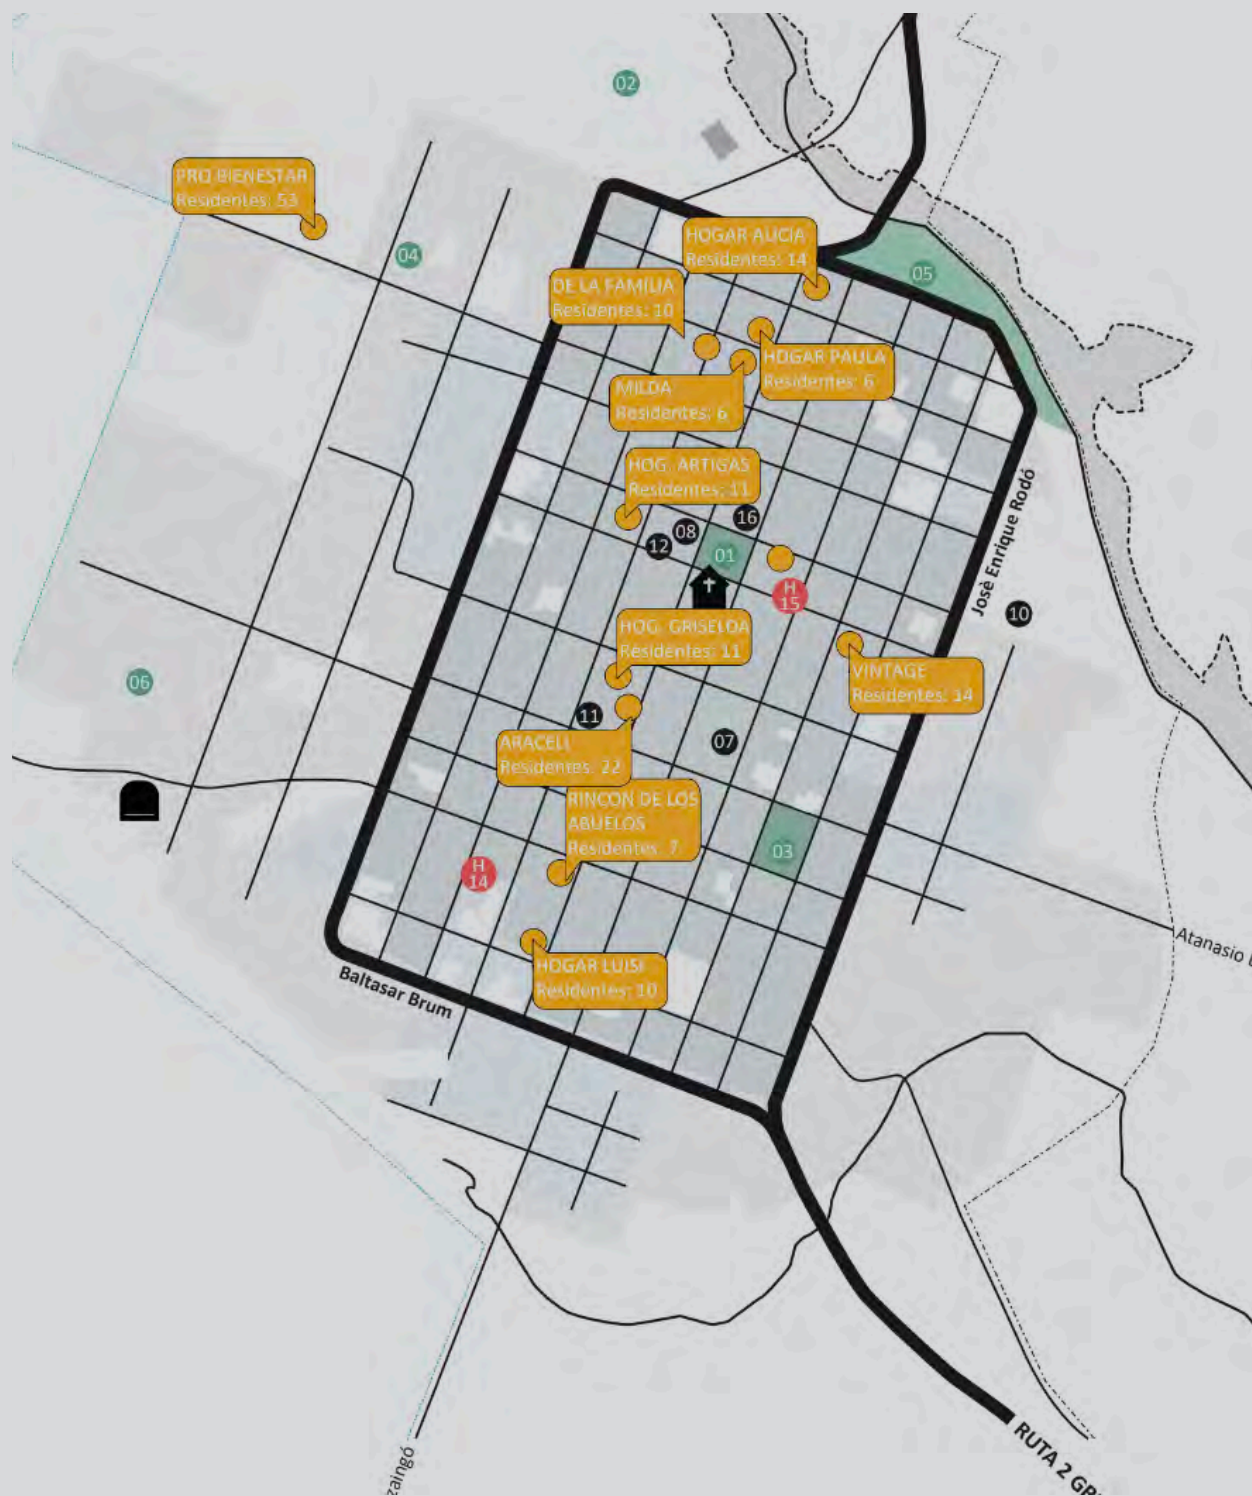 02
PRO BIENESTAR
Residentes: 53
04
HOGAR ALICIA
Residentes: 14
05
DE LA FAMILIA
Residentes: 10
HOGAR PAULA
Residentes: 6
MILDA
Residentes: 6
HOG. ARTIGAS
Residentes: 11
16
08
12
01
H
15
Josè Enrique Rodó
10
HOG. GRISELDA
Residentes: 11
VINTAGE
Residentes: 14
06
11
07
ARACELI
Residentes: 22
RINCON DE LOS
ABUELOS
Residentes: 7
03
H
14
Atanasio
HOGAR LUISI
Residentes: 10
Baltasar Brum
RUTA 2 GR
zaingó